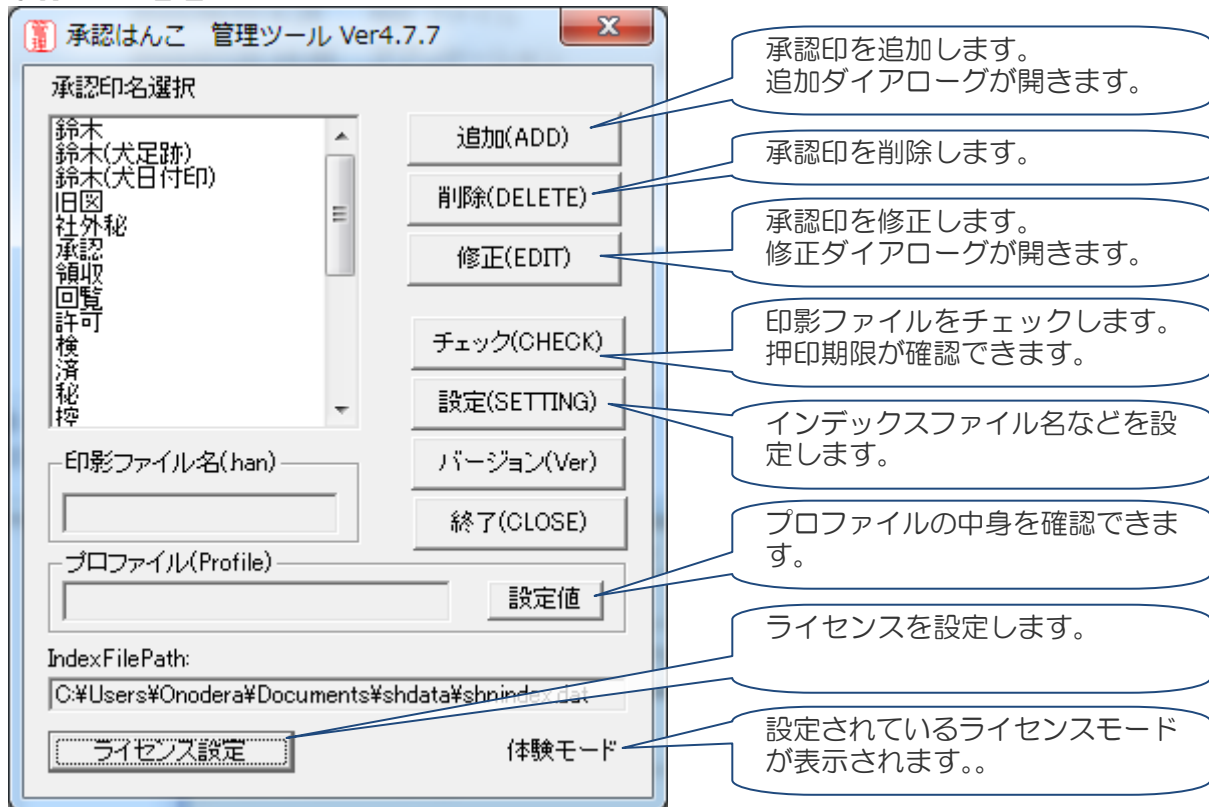 承認はんこ 管理ツール Ver4.7.7
承認印名選択
鈴木
鈴木(犬足跡)
鈴木(犬日付印)
旧図
社外秘
承認
領収
回覧
許可
検
済
秘
控
追加(ADD)
削除(DELETE)
修正(EDIT)
チェック(CHECK)
設定(SETTING)
バージョン(Ver)
終了(CLOSE)
印影ファイル名(han)
プロファイル(Profile)
設定値
IndexFilePath:
C:¥Users¥Onodera¥Documents¥shdata¥shnindex.dat
ライセンス設定
体験モード
承認印を追加します。
追加ダイアローグが開きます。
承認印を削除します。
承認印を修正します。
修正ダイアローグが開きます。
印影ファイルをチェックします。
押印期限が確認できます。
インデックスファイル名などを設
定します。
プロファイルの中身を確認できま
す。
ライセンスを設定します。
設定されているライセンスモード
が表示されます。。